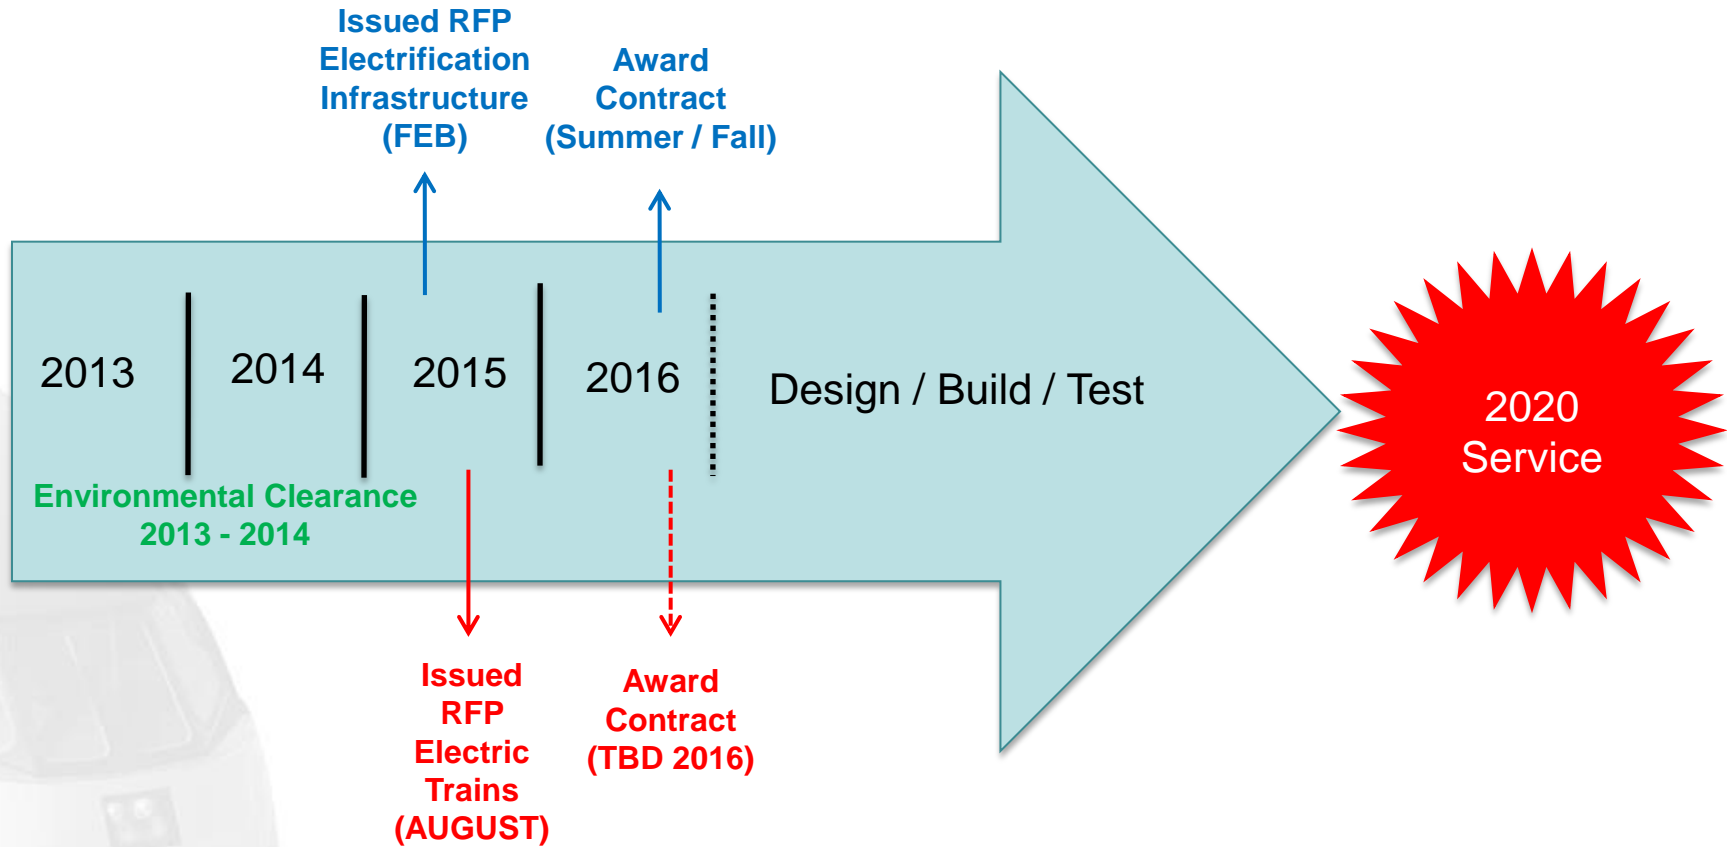 Issued RFP
Electrification
Infrastructure
(FEB)
Award
Contract
(Summer / Fall)
2013
2014
2015
2016
Design / Build / Test
2020
Service
Environmental Clearance
2013 - 2014
Issued
RFP
Electric
Trains
(AUGUST)
Award
Contract
(TBD 2016)